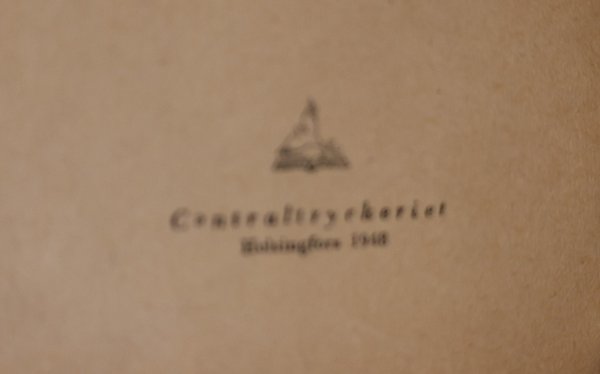 Centraltryckeriet
Helsingfors 1948